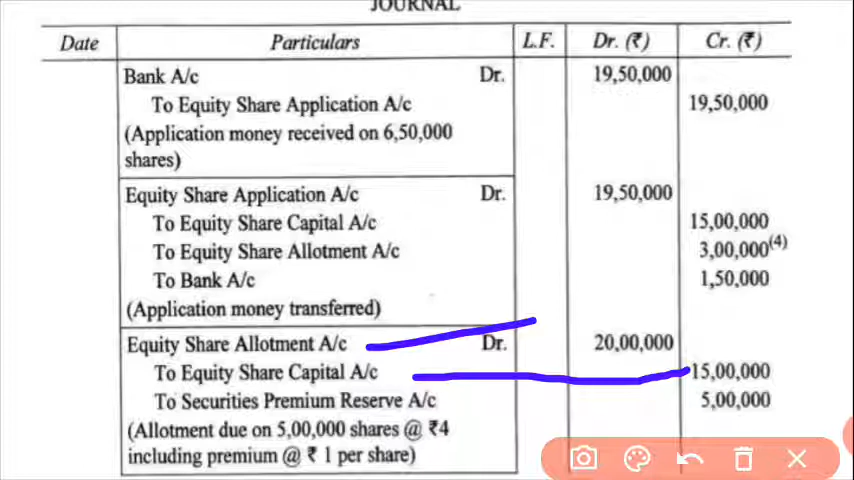 JOURNAL
Date Particulars L.F. Dr. (₹) Cr. (₹)
Bank A/c Dr. 19,50,000
To Equity Share Application A/c 19,50,000
(Application money received on 6,50,000
shares)
Equity Share Application A/c Dr. 19,50,000
To Equity Share Capital A/c 15,00,000
To Equity Share Allotment A/c 3,00,000(4)
To Bank A/c 1,50,000
(Application money transferred)
Equity Share Allotment A/c Dr. 20,00,000
To Equity Share Capital A/c 15,00,000
To Securities Premium Reserve A/c 5,00,000
(Allotment due on 5,00,000 shares @ ₹4
including premium @ ₹ 1 per share)